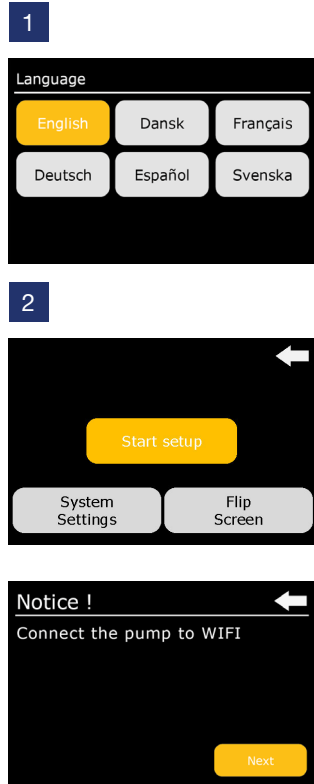 1
Language
English Dansk Français
Deutsch Español Svenska
2
Start setup
System Flip
Settings Screen
Notice !
Connect the pump to WIFI
Next